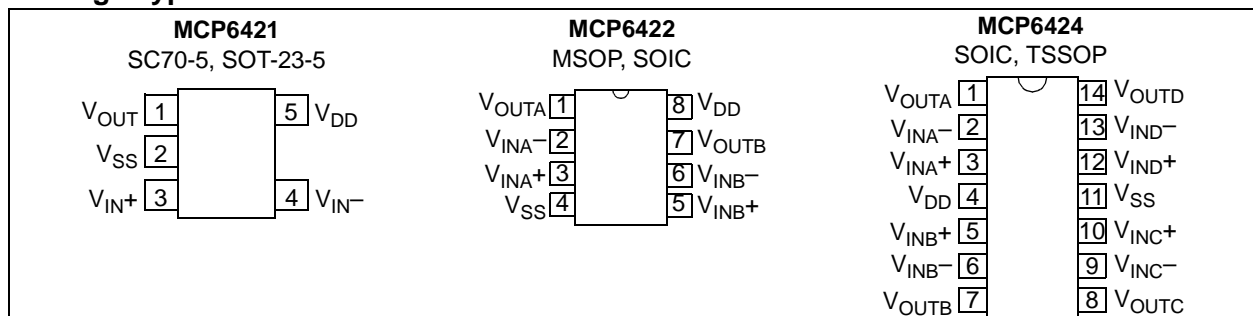 MCP6421
SC70-5, SOT-23-5
VOUT 1
5 VDD
VSS 2
VIN+ 3
4 VIN–
MCP6422
MSOP, SOIC
VOUTA 1
8 VDD
VINA– 2
7 VOUTB
VINA+ 3
6 VINB–
VSS 4
5 VINB+
MCP6424
SOIC, TSSOP
VOUTA 1
14 VOUTD
VINA– 2
13 VIND–
VINA+ 3
12 VIND+
VDD 4
11 VSS
VINB+ 5
10 VINC+
VINB– 6
9 VINC–
VOUTB 7
8 VOUTC